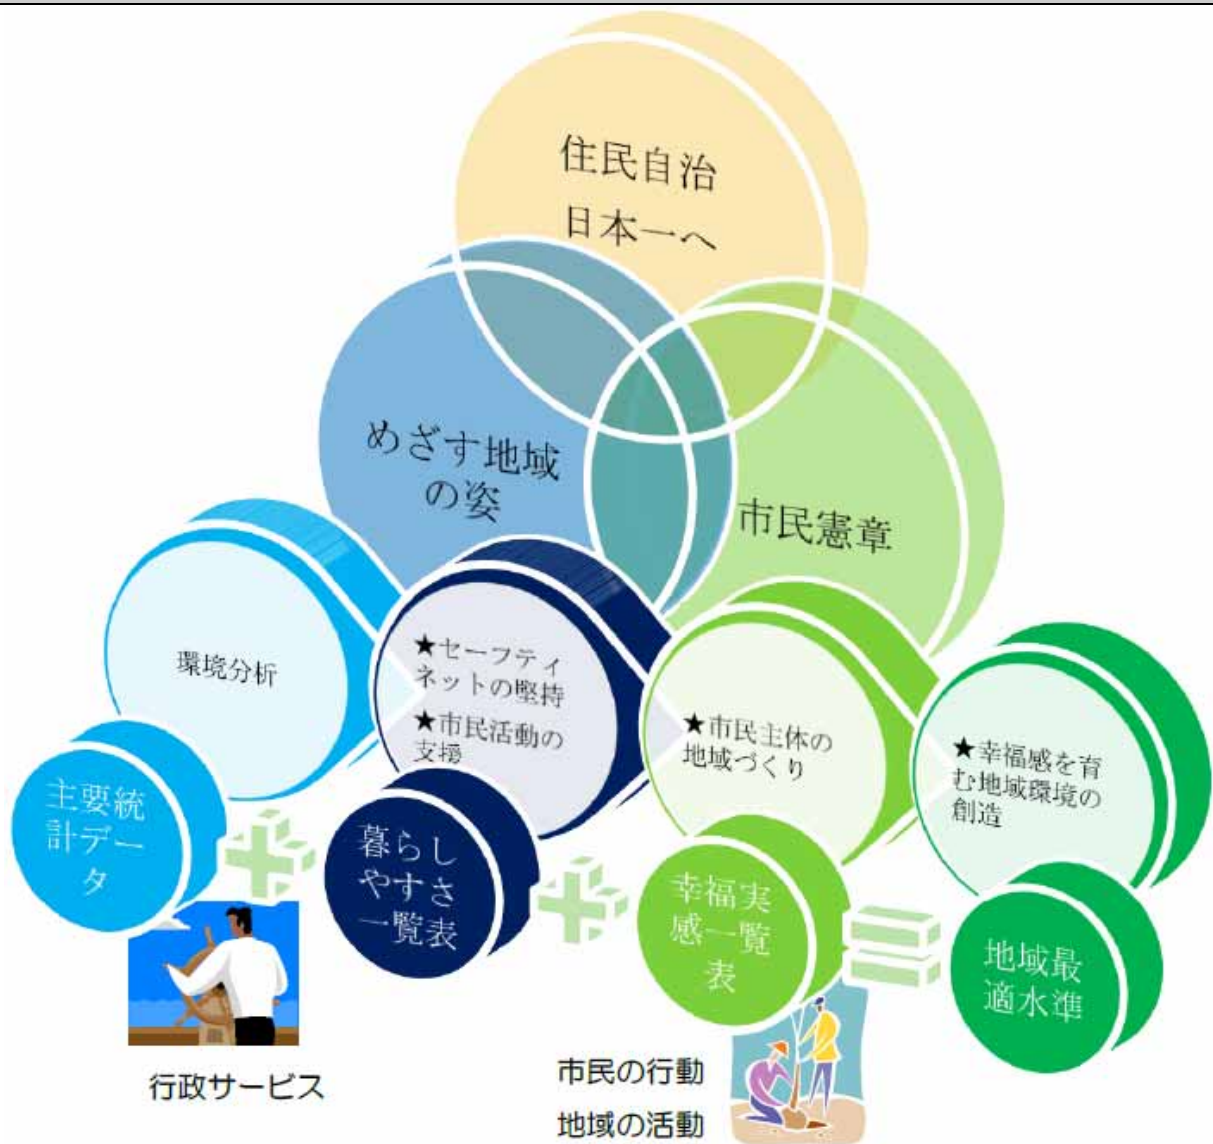 住民自治
日本一へ
めざす地域
の姿
市民憲章
環境分析
★セーフティ
ネットの堅持
★市民活動の
支援
★市民主体の
地域づくり
★幸福感を育
む地域環境の
創造
主要統
計デー
タ
暮らし
やすさ
一覧表
幸福実
感一覧
表
地域最
適水準
行政サービス
市民の行動
地域の活動